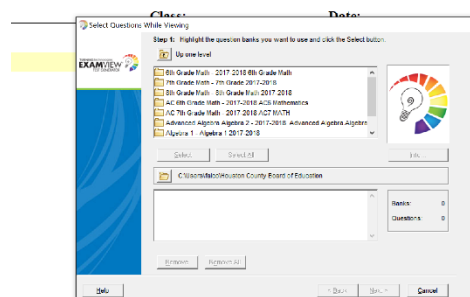 Class: Date:
Select Questions While Viewing
Step 1: Highlight the question banks you want to use and click the Select button.
EXAMVIEW
Up one level
6th Grade Math - 2017-2018 6th Grade Math
7th Grade Math - 7th Grade 2017-2018
8th Grade Math - 8th Grade Math 2017-2018
AC 6th Grade Math - 2017-2018 AC6 Mathematics
AC 7th Grade Math - 2017-2018 AC7 MATH
Advanced Algebra Algebra 2 - 2017-2018 Advanced Algebra Algebra
Algebra 1 - Algebra 1 2017-2018
Select Select All Info...
Houston County Board of Education
Banks: 0
Questions: 0
Remove Remove All
Help < Back Next > Cancel